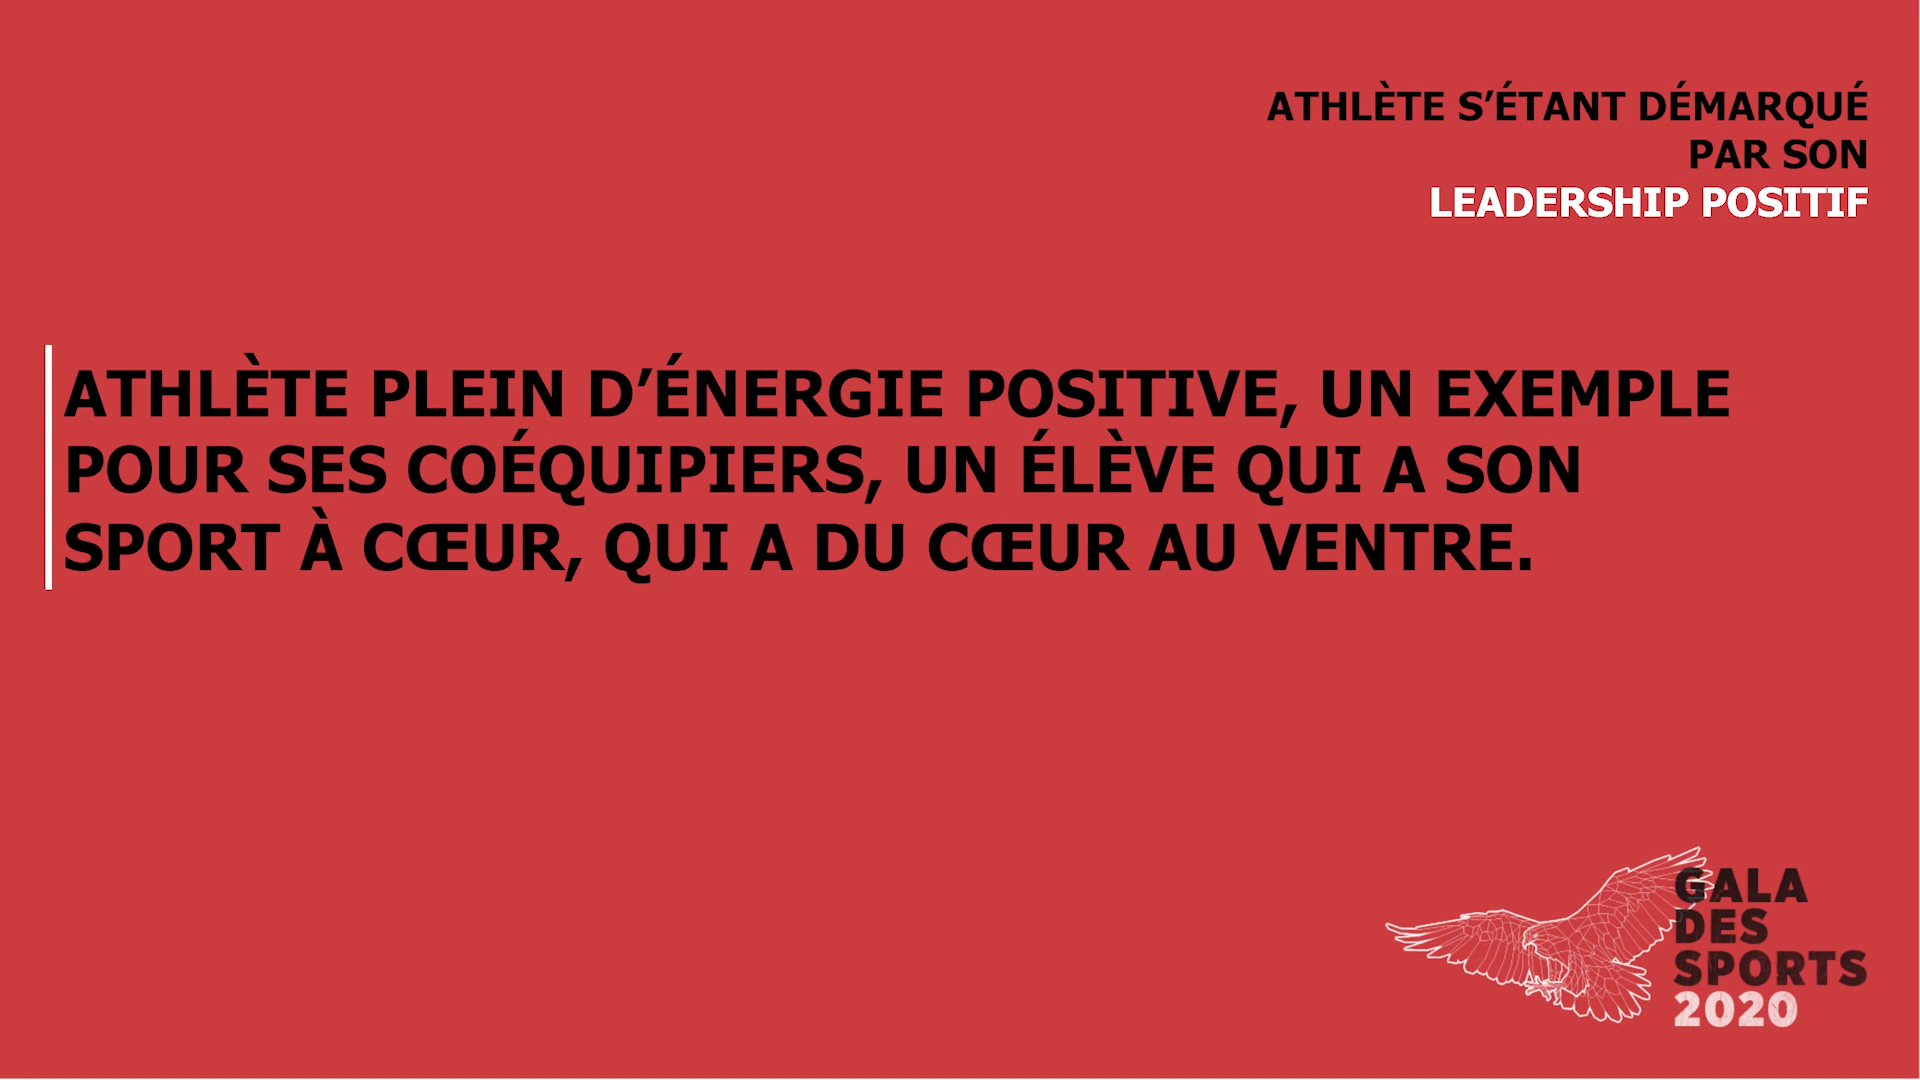 ATHLÈTE S’ÉTANT DÉMARQUÉ
PAR SON
LEADERSHIP POSITIF
ATHLÈTE PLEIN D’ÉNERGIE POSITIVE, UN EXEMPLE
POUR SES COÉQUIPIERS, UN ÉLÈVE QUI A SON
SPORT À CŒUR, QUI A DU CŒUR AU VENTRE.
GALA
DES
SPORTS
2020